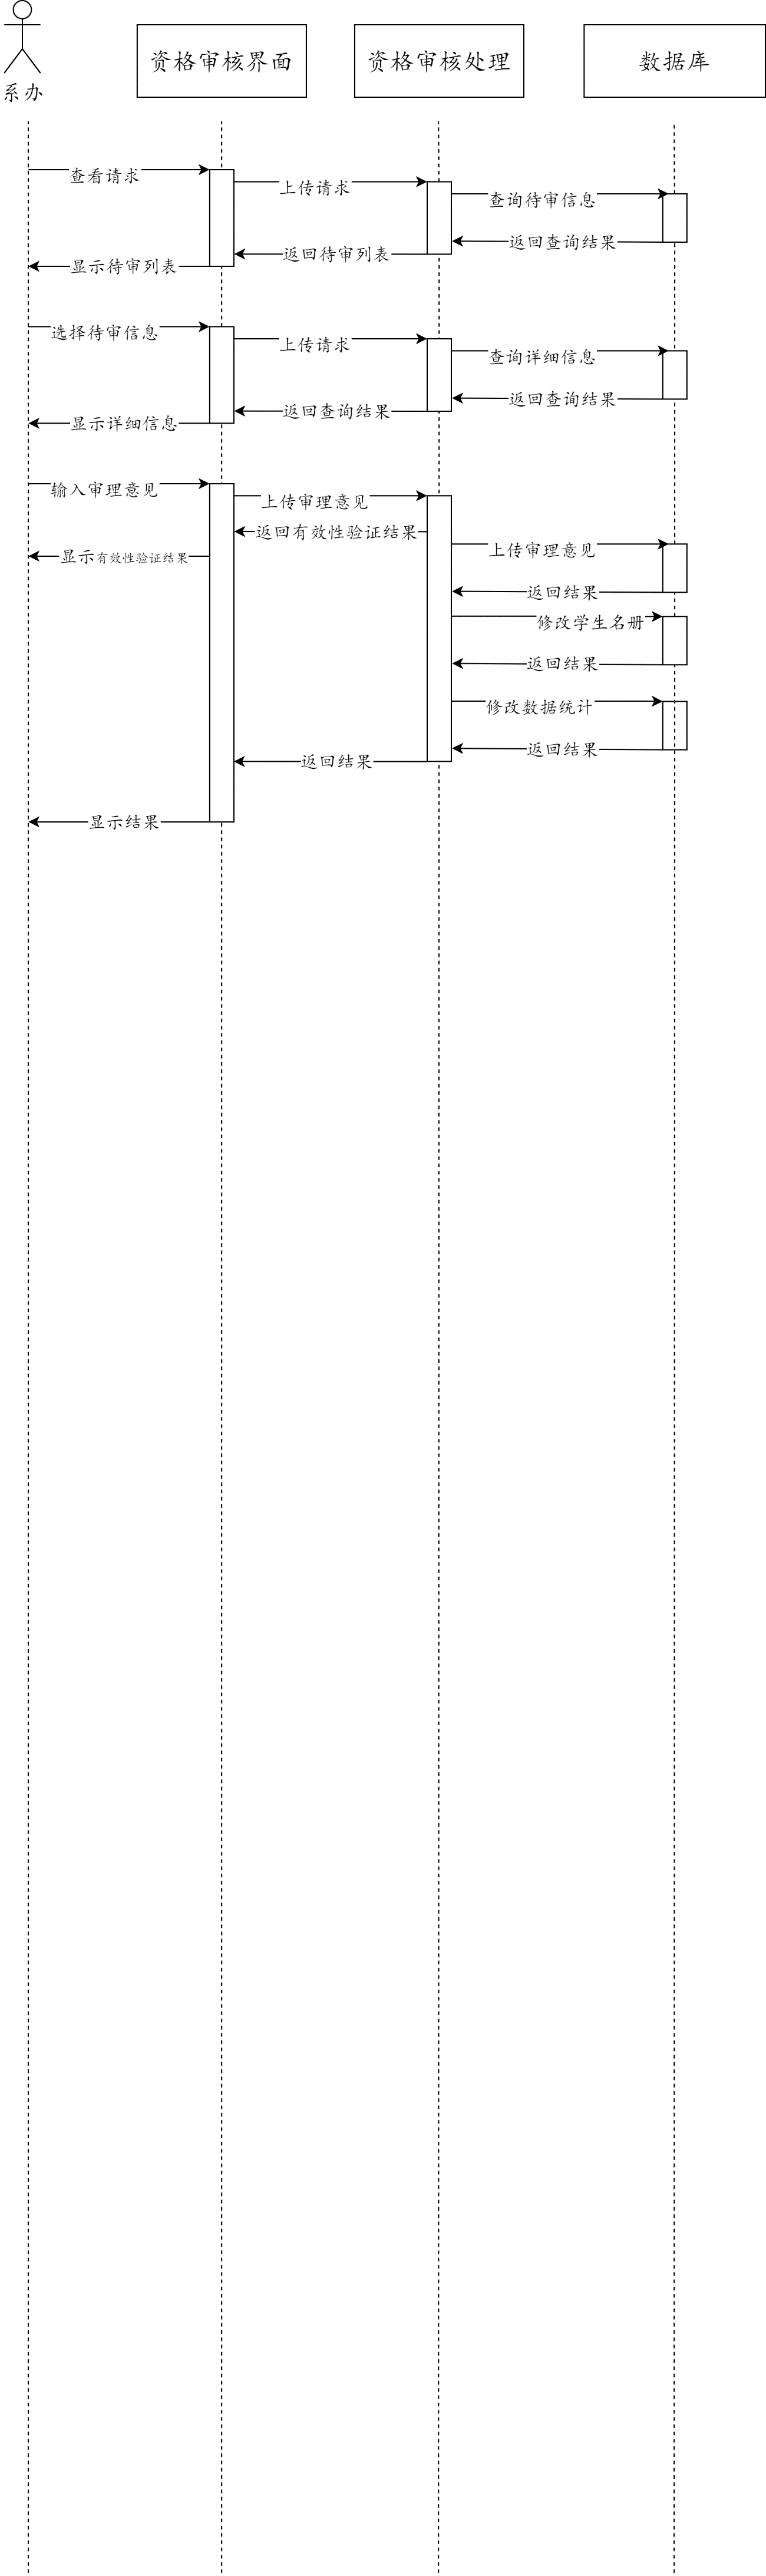 系办
资格审核界面
资格审核处理
数据库
查看请求
上传请求
查询待审信息
返回查询结果
返回待审列表
显示待审列表
选择待审信息
上传请求
查询详细信息
返回查询结果
返回查询结果
显示详细信息
输入审理意见
上传审理意见
返回有效性验证结果
上传审理意见
显示有效性验证结果
返回结果
修改学生名册
返回结果
修改数据统计
返回结果
返回结果
显示结果